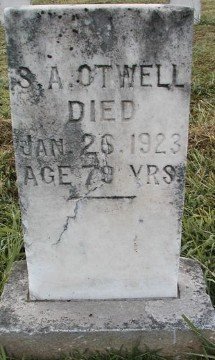 S. A. OTWELL
DIED
JAN. 26. 1923
AGE 79 YRS.